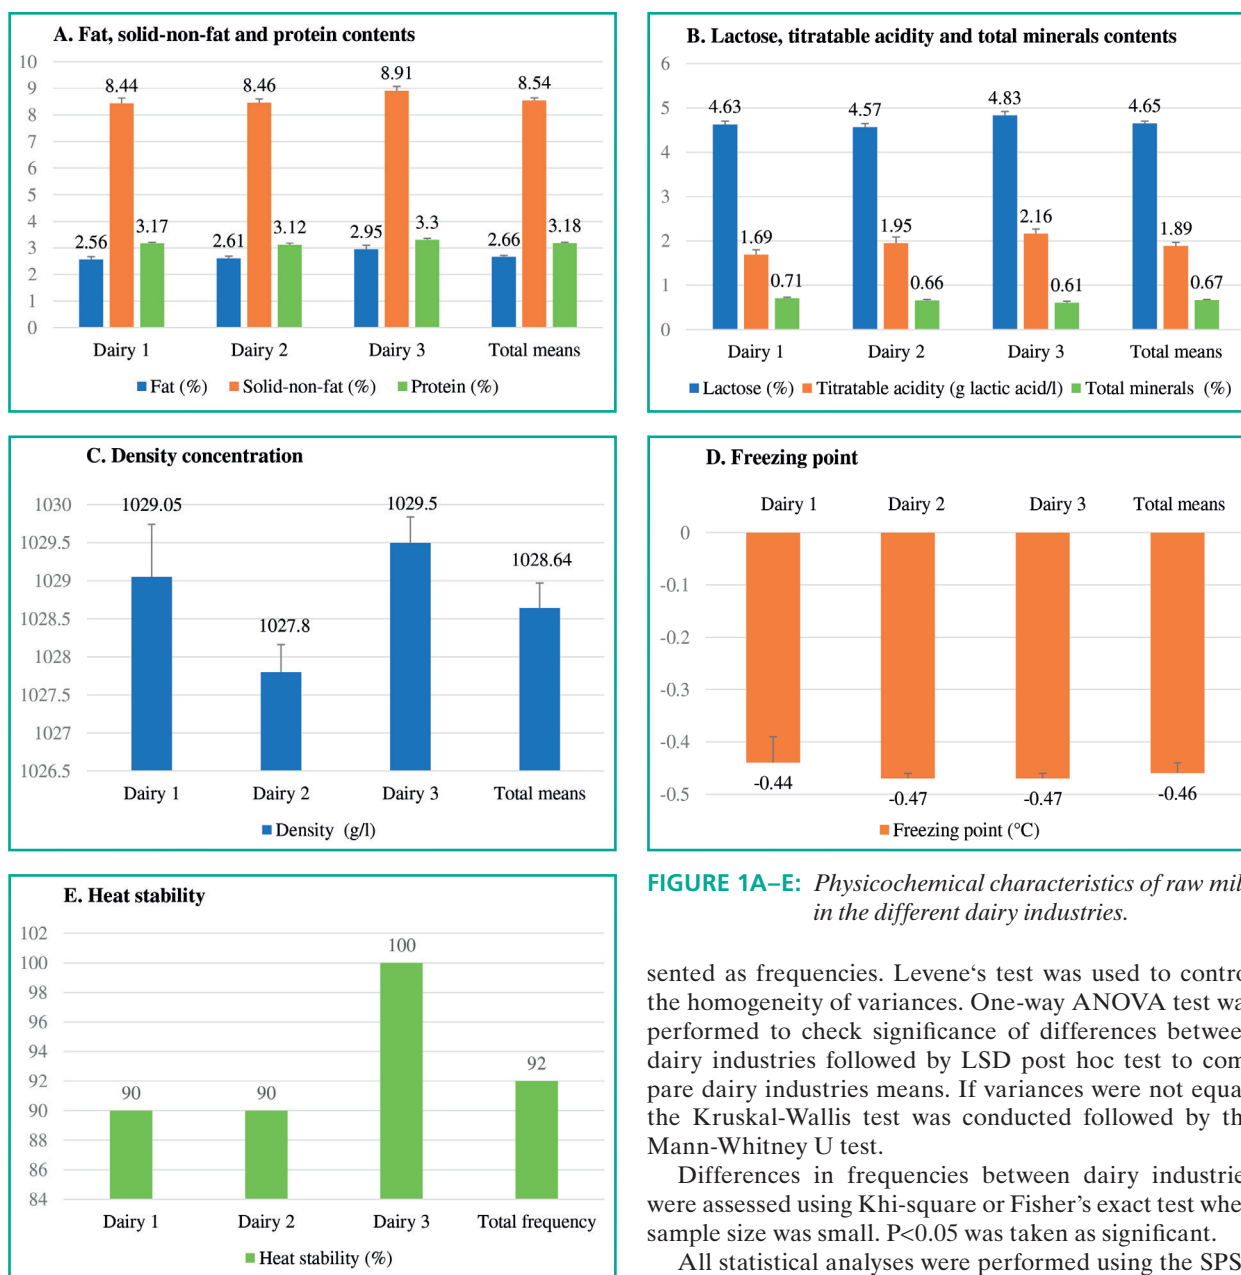 A. Fat, solid-non-fat and protein contents
10
9
8
7
6
5
4
3
2
1
0
2.56
8.44
3.17
2.61
8.46
3.12
2.95
8.91
3.3
2.66
8.54
3.18
Dairy 1 Dairy 2 Dairy 3 Total means
Fat (%) Solid-non-fat (%) Protein (%)
B. Lactose, titratable acidity and total minerals contents
6
5
4
3
2
1
0
4.63
1.69
0.71
4.57
1.95
0.66
4.83
2.16
0.61
4.65
1.89
0.67
Dairy 1 Dairy 2 Dairy 3 Total means
Lactose (%) Titratable acidity (g lactic acid/l) Total minerals (%)
C. Density concentration
1030
1029.5
1029
1028.5
1028
1027.5
1027
1026.5
1029.05
1027.8
1029.5
1028.64
Dairy 1 Dairy 2 Dairy 3 Total means
Density (g/l)
D. Freezing point
Dairy 1 Dairy 2 Dairy 3 Total means
0
-0.1
-0.2
-0.3
-0.4
-0.5
-0.44
-0.47
-0.47
-0.46
Freezing point (°C)
E. Heat stability
102
100
98
96
94
92
90
88
86
84
90
90
100
92
Dairy 1 Dairy 2 Dairy 3 Total frequency
Heat stability (%)
FIGURE 1A–E: Physicochemical characteristics of raw mil
in the different dairy industries.
sented as frequencies. Levene‘s test was used to contro
the homogeneity of variances. One-way ANOVA test wa
performed to check significance of differences betwee
dairy industries followed by LSD post hoc test to com
pare dairy industries means. If variances were not equa
the Kruskal-Wallis test was conducted followed by th
Mann-Whitney U test.
Differences in frequencies between dairy industrie
were assessed using Khi-square or Fisher’s exact test whe
sample size was small. P<0.05 was taken as significant.
All statistical analyses were performed using the SPS